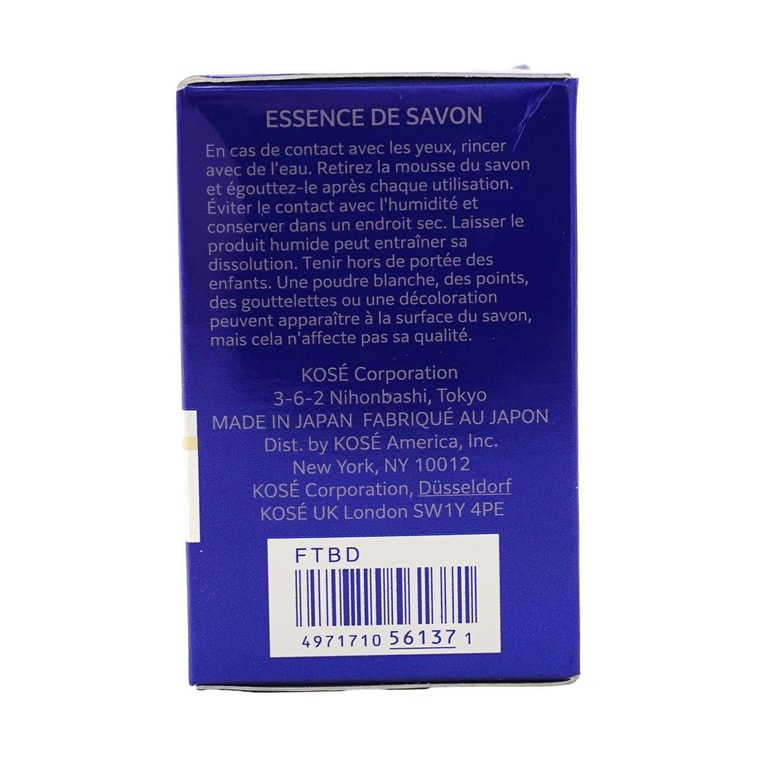 ESSENCE DE SAVON
En cas de contact avec les yeux, rincer
avec de l'eau. Retirez la mousse du savon
et égouttez-le après chaque utilisation.
Éviter le contact avec l'humidité et
conserver dans un endroit sec. Laisser le
produit humide peut entraîner sa
dissolution. Tenir hors de portée des
enfants. Une poudre blanche, des points,
des gouttelettes ou une décoloration
peuvent apparaître à la surface du savon,
mais cela n'affecte pas sa qualité.
KOSÉ Corporation
3-6-2 Nihonbashi, Tokyo
MADE IN JAPAN FABRIQUÉ AU JAPON
Dist. by KOSÉ America, Inc.
New York, NY 10012
KOSÉ Corporation, Düsseldorf
KOSÉ UK London SW1Y 4PE
FTBD
4971710 56137 1